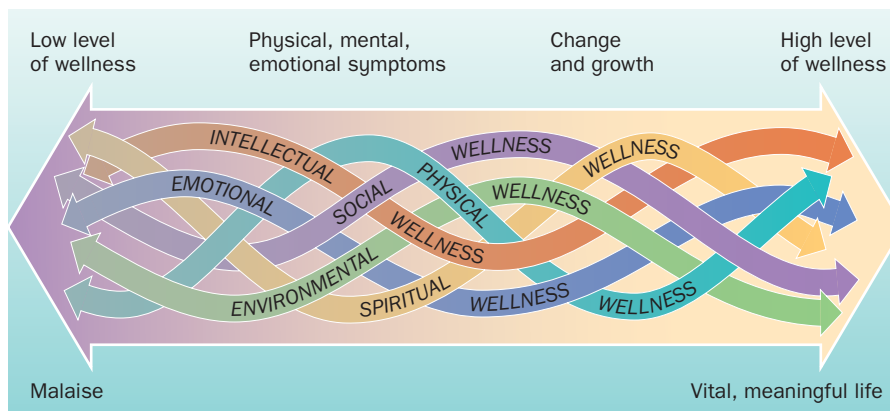 Low level
of wellness
Physical, mental,
emotional symptoms
Change
and growth
High level
of wellness
INTELLECTUAL
WELLNESS
EMOTIONAL
WELLNESS
SOCIAL
WELLNESS
PHYSICAL
WELLNESS
ENVIRONMENTAL
WELLNESS
SPIRITUAL
WELLNESS
Malaise
Vital, meaningful life